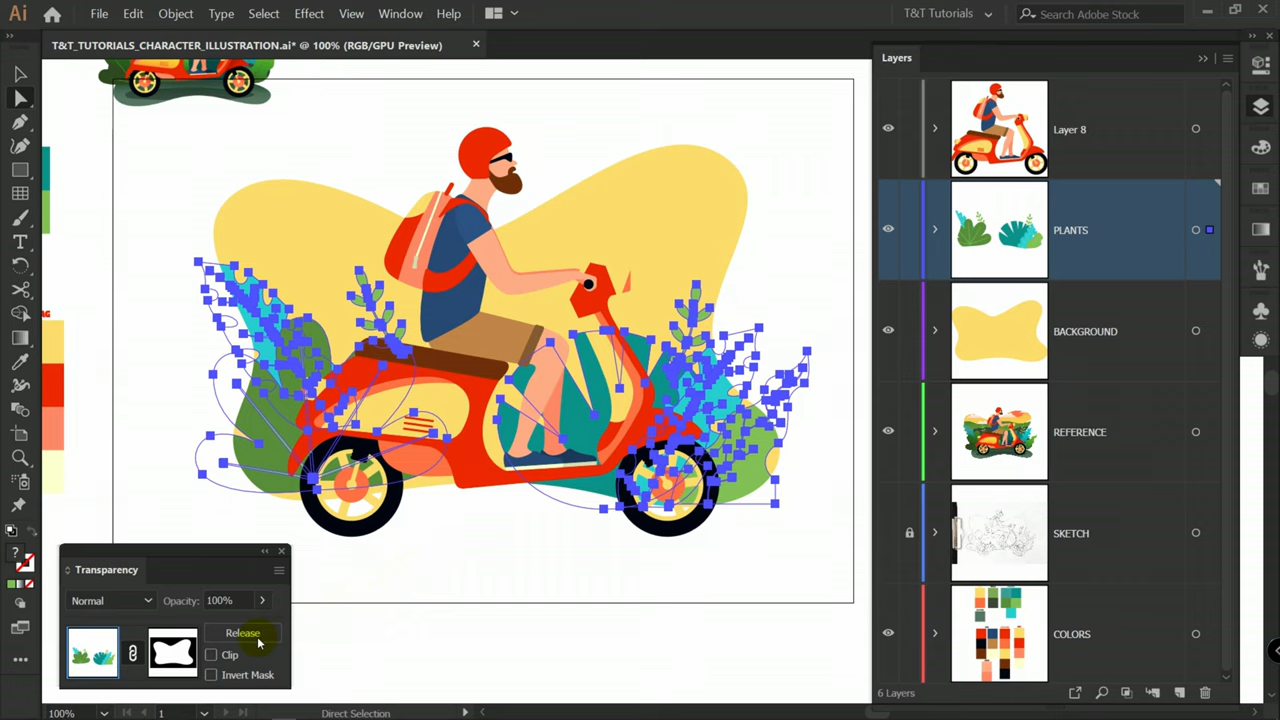 Ai File Edit Object Type Select Effect View Window Help T&T Tutorials Search Adobe Stock
T&T_TUTORIALS_CHARACTER_ILLUSTRATION.ai* @ 100% (RGB/GPU Preview)
Layers
Layer 8
PLANTS
BACKGROUND
REFERENCE
SKETCH
COLORS
6 Layers
Transparency
Normal Opacity: 100%
Release
Clip
Invert Mask
100% 1 Direct Selection